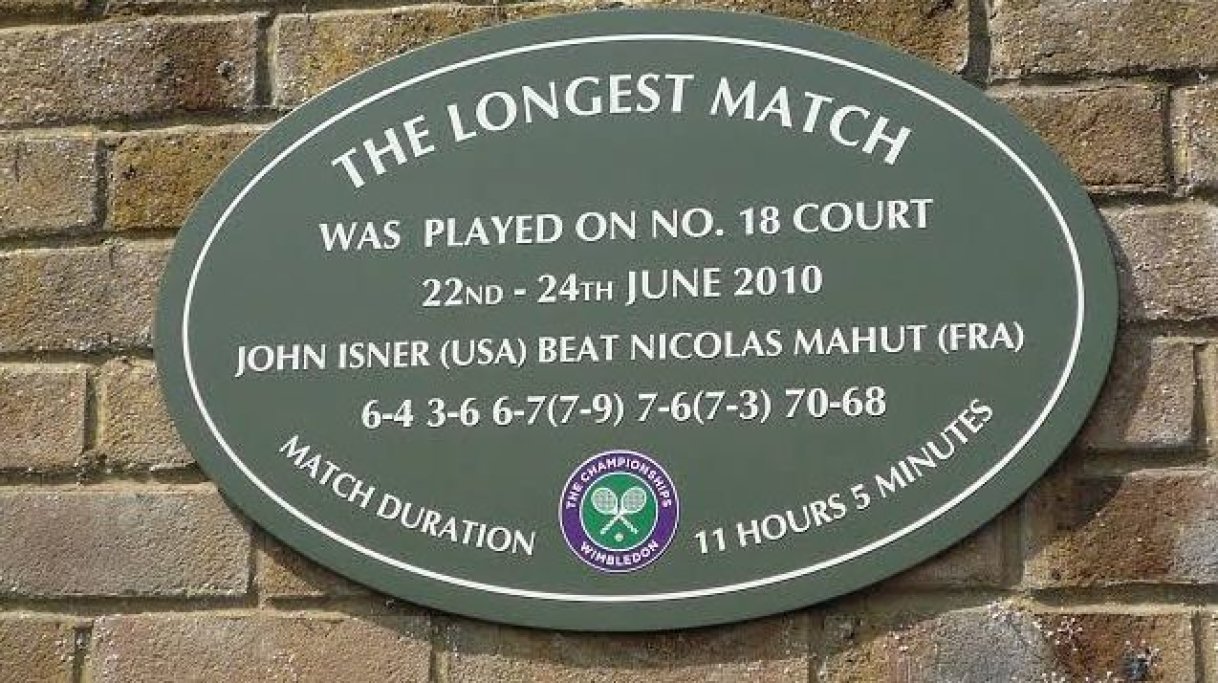 THE LONGEST MATCH
WAS PLAYED ON NO. 18 COURT
22ND - 24TH JUNE 2010
JOHN ISNER (USA) BEAT NICOLAS MAHUT (FRA)
6-4 3-6 6-7(7-9) 7-6(7-3) 70-68
MATCH DURATION
THE CHAMPIONSHIPS
WIMBLEDON
11 HOURS 5 MINUTES